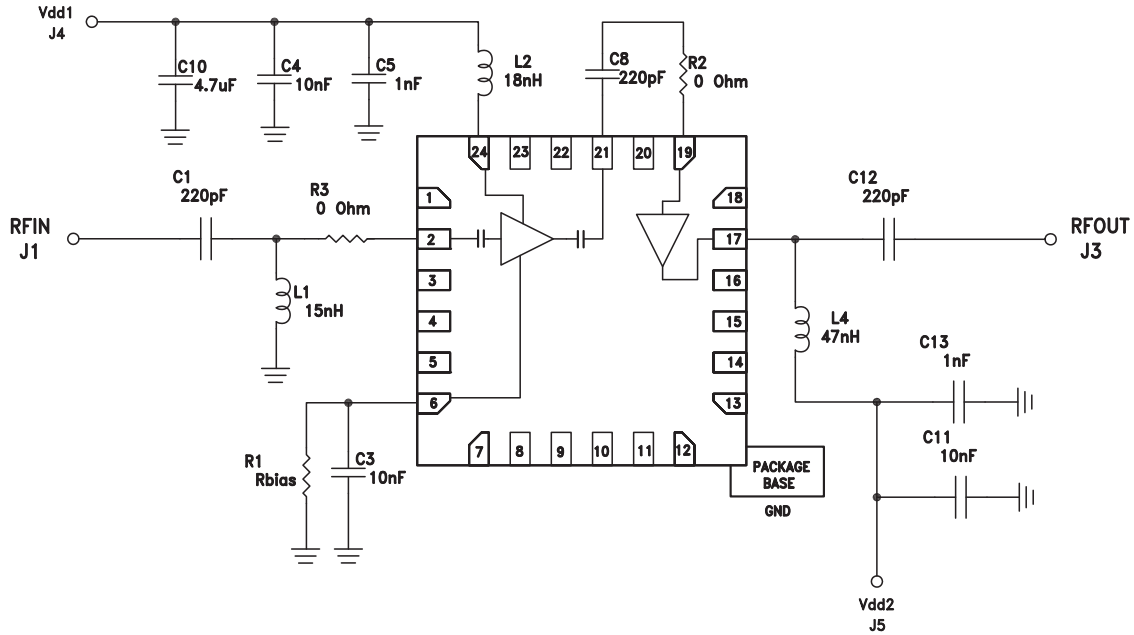 Vdd1
J4
C10
4.7uF
C4
10nF
C5
1nF
L2
18nH
C8
220pF
R2
0 Ohm
24
23
22
21
20
19
C1
220pF
R3
0 Ohm
C12
220pF
RFIN
J1
RFOUT
J3
1
2
3
4
5
6
18
17
16
15
14
13
L1
15nH
L4
47nH
C13
1nF
C11
10nF
R1
Rbias
C3
10nF
7
8
9
10
11
12
PACKAGE
BASE
GND
Vdd2
J5